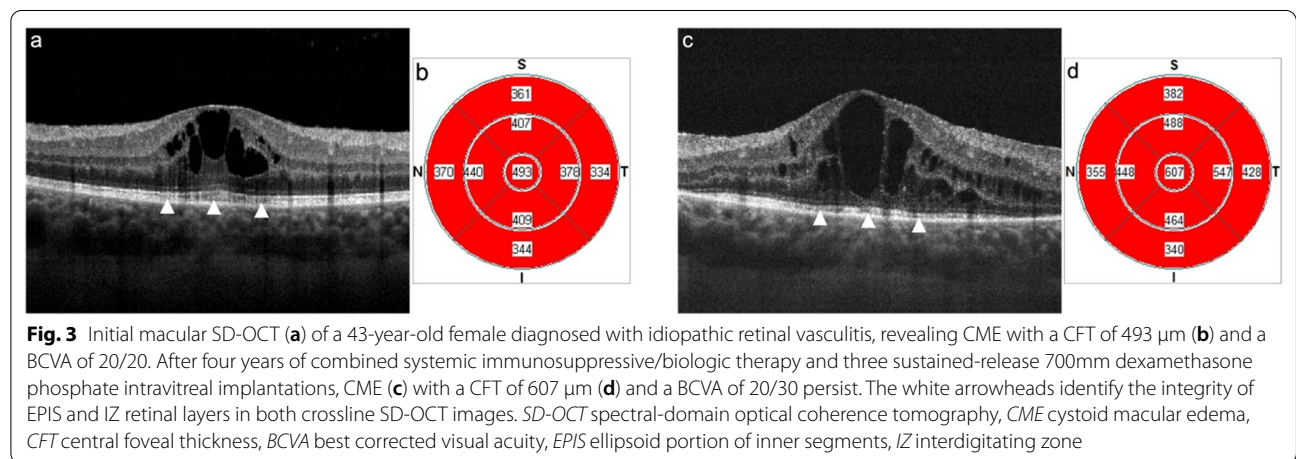 a
b
S
361
407
N 370 440 493 378 334 T
409
344
I
c
d
S
382
488
N 355 448 607 547 428 T
464
340
I
Fig. 3 Initial macular SD-OCT (a) of a 43-year-old female diagnosed with idiopathic retinal vasculitis, revealing CME with a CFT of 493 µm (b) and a
BCVA of 20/20. After four years of combined systemic immunosuppressive/biologic therapy and three sustained-release 700mm dexamethasone
phosphate intravitreal implantations, CME (c) with a CFT of 607 µm (d) and a BCVA of 20/30 persist. The white arrowheads identify the integrity of
EPIS and IZ retinal layers in both crossline SD-OCT images. SD-OCT spectral-domain optical coherence tomography, CME cystoid macular edema,
CFT central foveal thickness, BCVA best corrected visual acuity, EPIS ellipsoid portion of inner segments, IZ interdigitating zone